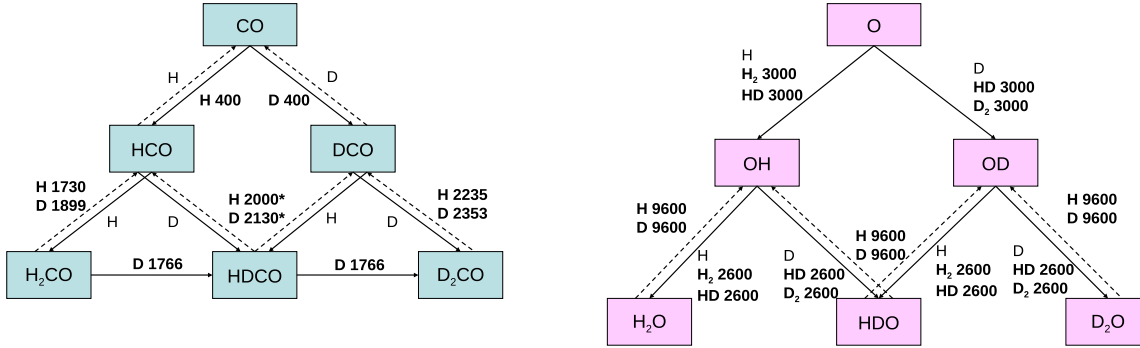 CO
H
D
H 400
D 400
HCO
DCO
H 1730
D 1899
H
D
H 2000*
D 2130*
H
D
H 2235
D 2353
H₂CO
D 1766
HDCO
D 1766
D₂CO
O
H
H₂ 3000
HD 3000
D
HD 3000
D₂ 3000
OH
OD
H 9600
D 9600
H
H₂ 2600
HD 2600
D
HD 2600
D₂ 2600
H 9600
D 9600
H
H₂ 2600
HD 2600
D
HD 2600
D₂ 2600
H 9600
D 9600
H₂O
HDO
D₂O